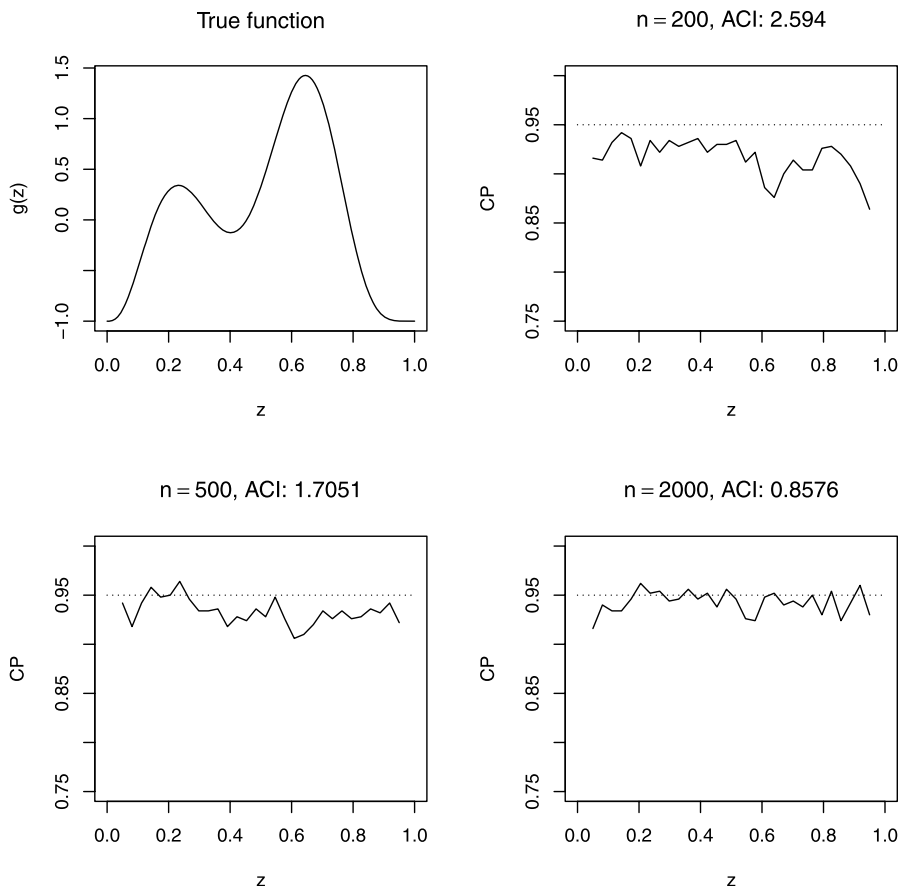 True function
g(z)
1.5
1.0
0.5
0.0
−1.0
0.0 0.2 0.4 0.6 0.8 1.0
z
n = 200, ACI: 2.594
CP
0.95
0.85
0.75
0.0 0.2 0.4 0.6 0.8 1.0
z
n = 500, ACI: 1.7051
CP
0.95
0.85
0.75
0.0 0.2 0.4 0.6 0.8 1.0
z
n = 2000, ACI: 0.8576
CP
0.95
0.85
0.75
0.0 0.2 0.4 0.6 0.8 1.0
z